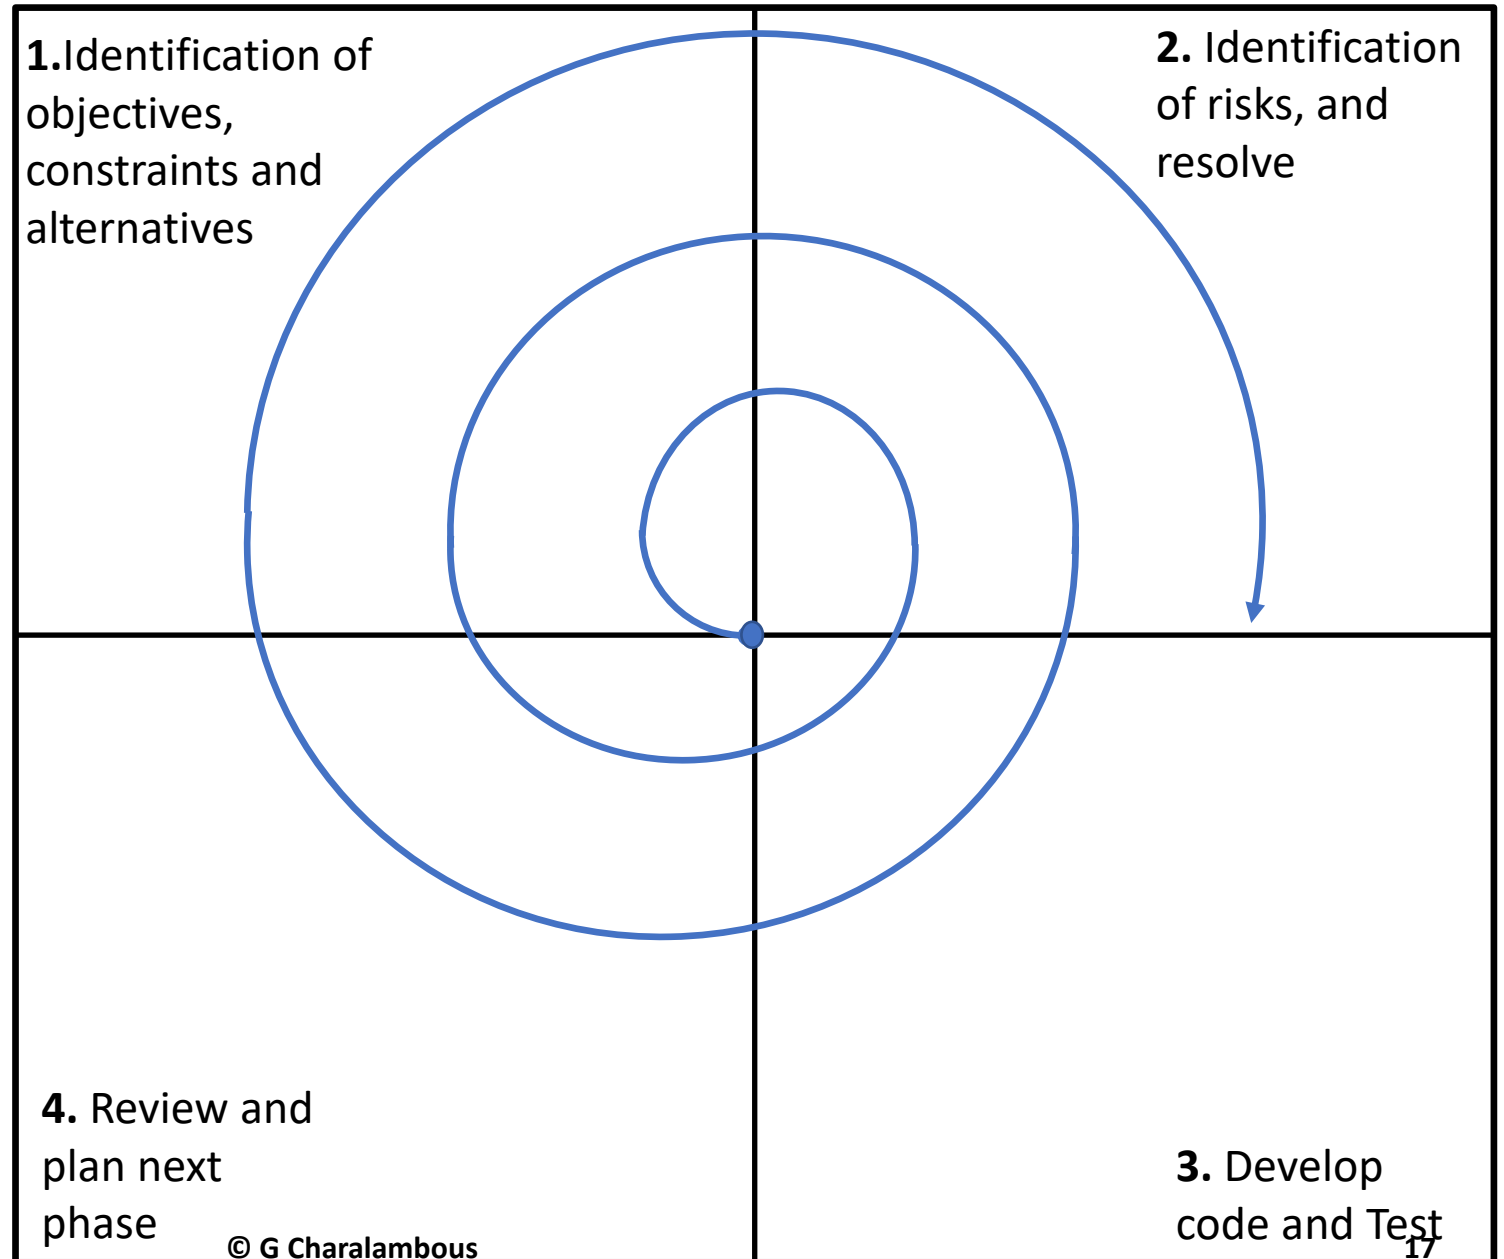 1.Identification of
objectives,
constraints and
alternatives
2. Identification
of risks, and
resolve
4. Review and
plan next
phase
3. Develop
code and Test
© G Charalambous
17